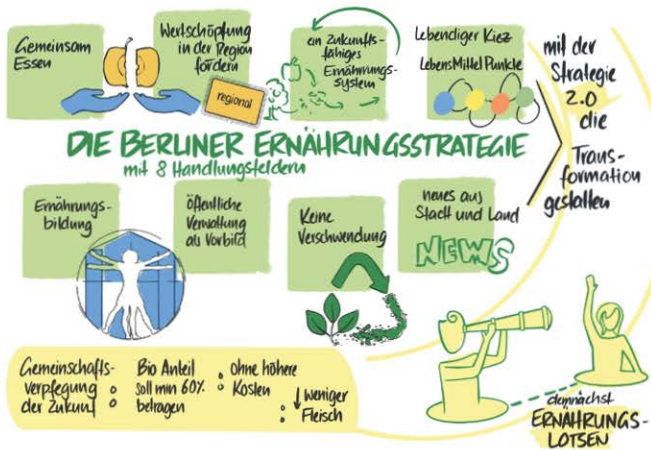 Gemeinsam
Essen
Wertschöpfung
in der Region
fördern
regional
ein Zukunfts-
fähiges
Ernährungs-
system
Lebendiger Kiez
LebensMittel Punkte
mit der
Strategie
2.0
die
Trans-
formation
gestalten
DIE BERLINER ERNÄHRUNGSSTRATEGIE
mit 8 Handlungsfeldern
Ernährungs-
bildung
öffentliche
Verwaltung
als Vorbild
Keine
Verschwendung
neues aus
Stadt und Land
NEWS
Gemeinschafts-
verpflegung
der Zukunft
Bio Anteil
soll min 60%
betragen
ohne höhere
Kosten
↓ weniger
Fleisch
demnächst
ERNÄHRUNGS-
LOTSEN